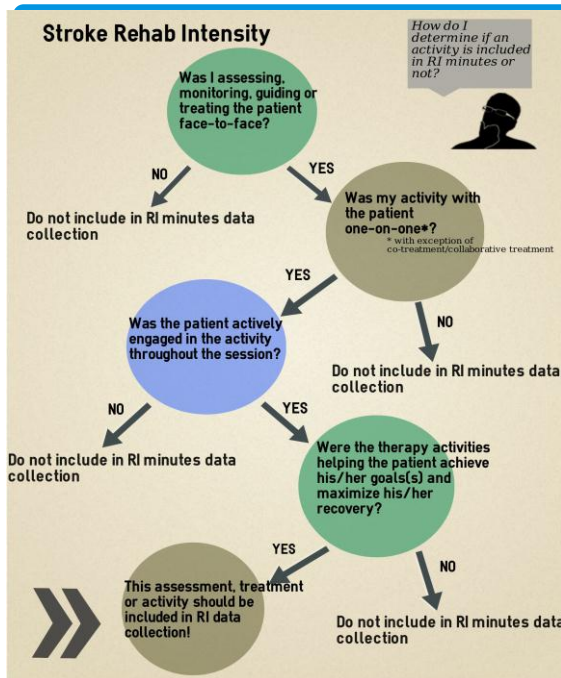 Stroke Rehab Intensity
How do I
determine if an
activity is included
in RI minutes or
not?
Was I assessing,
monitoring, guiding or
treating the patient
face-to-face?
NO
YES
Do not include in RI minutes data
collection
Was my activity with
the patient
one-on-one*?
* with exception of
co-treatment/collaborative treatment
YES
NO
Was the patient actively
engaged in the activity
throughout the session?
Do not include in RI minutes data
collection
NO
YES
Do not include in RI minutes data
collection
Were the therapy activities
helping the patient achieve
his/her goals(s) and
maximize his/her
recovery?
YES
NO
This assessment, treatment
or activity should be
included in RI data
collection!
Do not include in RI minutes data
collection